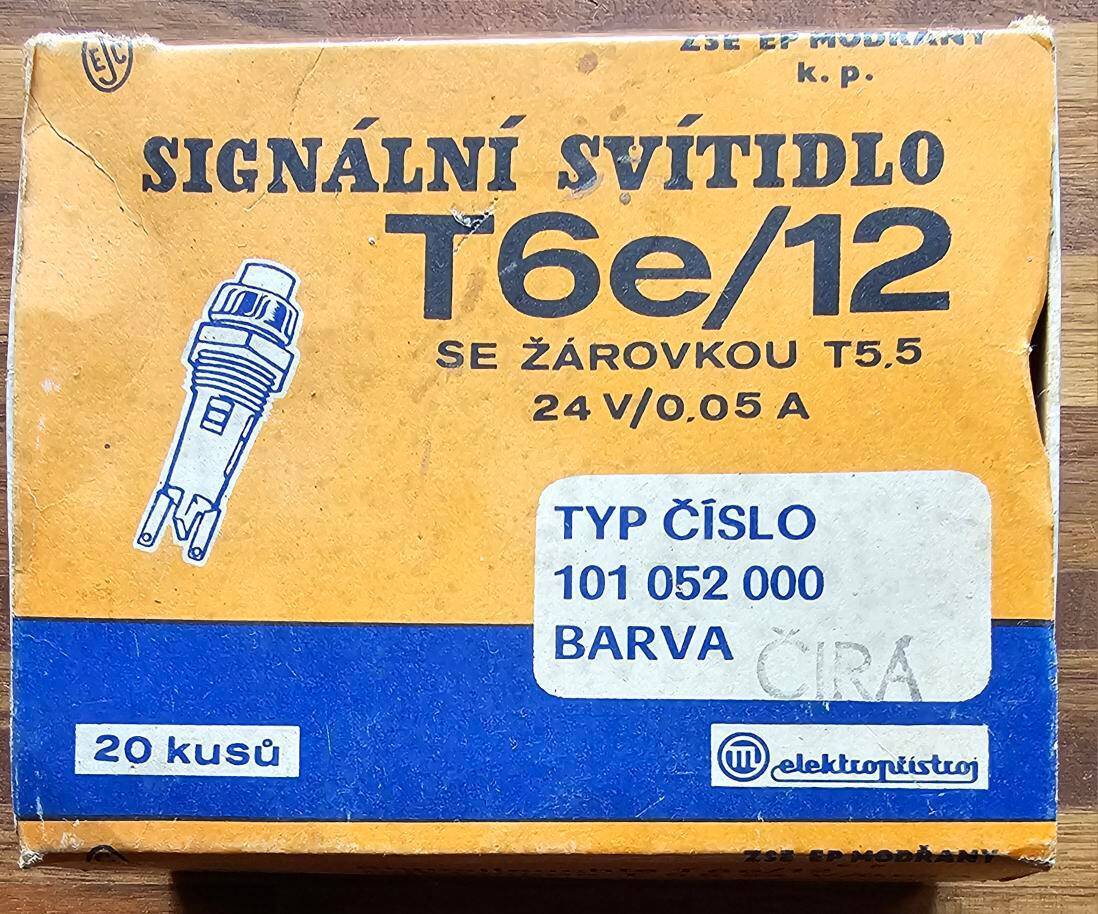 ESC
ZSE EP MODŘANY
k. p.
SIGNÁLNÍ SVÍTIDLO
T6e/12
SE ŽÁROVKOU T5,5
24 V/0,05 A
TYP ČÍSLO
101 052 000
BARVA ČIRÁ
20 kusů
elektropřístroj
ZSE EP MODŘANY